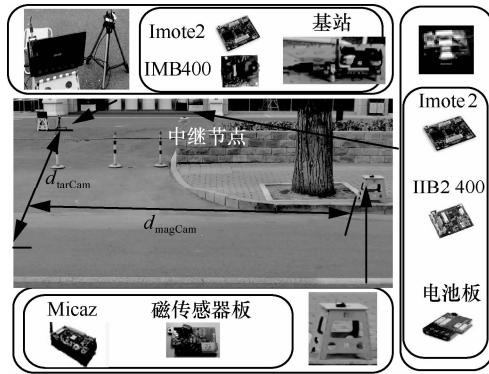 Imote2
基站
IMB400
Imote2
中继节点
d_tarCam
IIB2 400
d_magCam
Micaz
磁传感器板
电池板